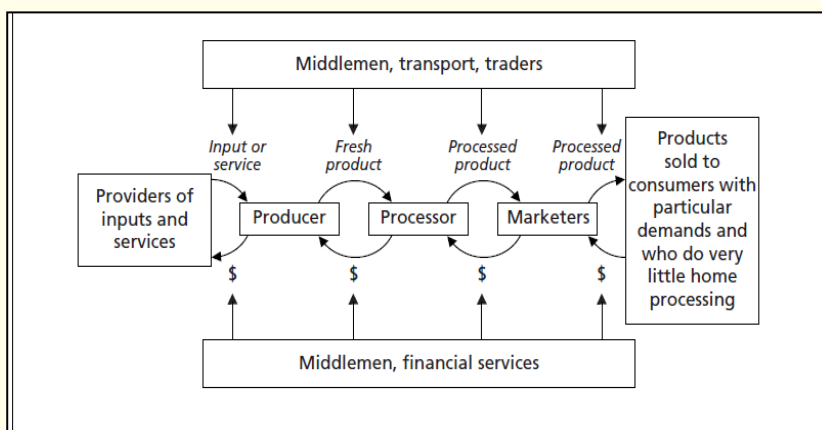 Middlemen, transport, traders
Input or
service
Fresh
product
Processed
product
Processed
product
Providers of
inputs and
services
Producer
Processor
Marketers
Products
sold to
consumers with
particular
demands and
who do very
little home
processing
$
$
$
$
Middlemen, financial services